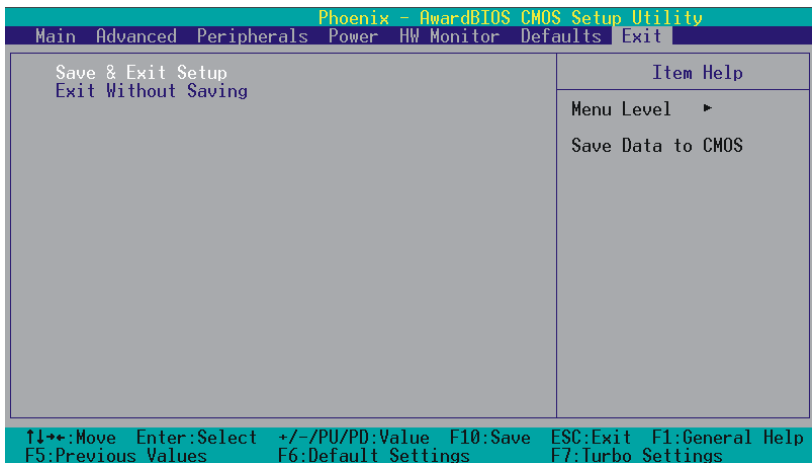 Phoenix - AwardBIOS CMOS Setup Utility
Main Advanced Peripherals Power HW Monitor Defaults Exit
Save & Exit Setup
Exit Without Saving
Item Help
Menu Level ►
Save Data to CMOS
↑↓→←:Move Enter:Select +/-/PU/PD:Value F10:Save ESC:Exit F1:General Help
F5:Previous Values F6:Default Settings F7:Turbo Settings